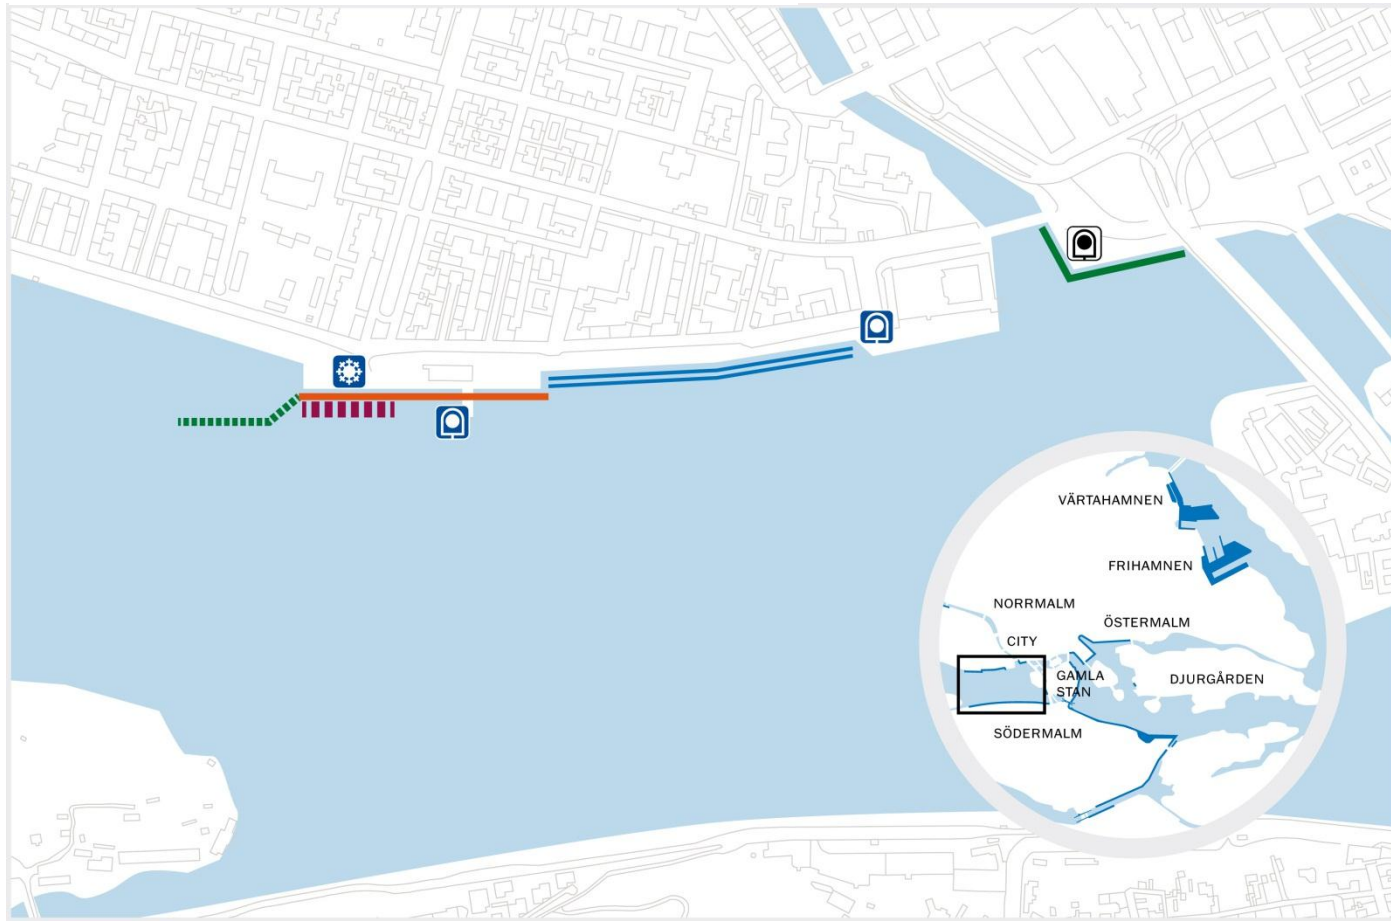 VÄRTAHAMNEN
FRIHAMNEN
NORRMALM
ÖSTERMALM
CITY
GAMLA
STAN
DJURGÅRDEN
SÖDERMALM